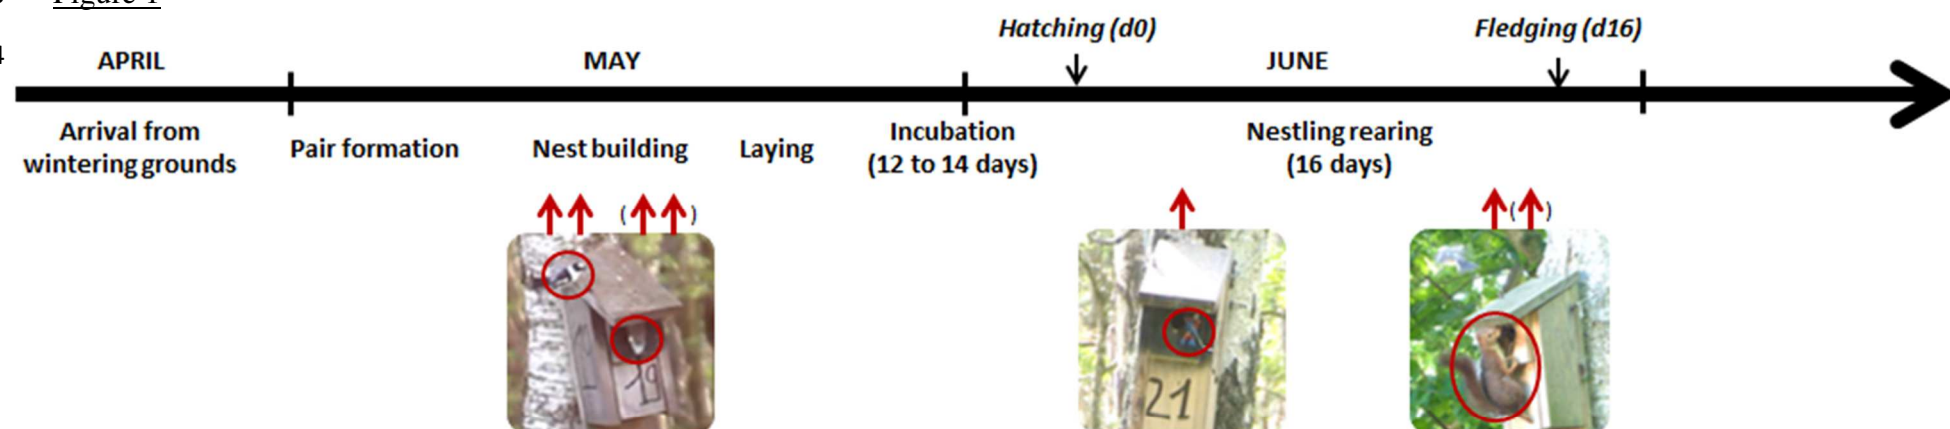 Figure 1
4
Hatching (d0)
Fledging (d16)
APRIL
MAY
JUNE
Arrival from
wintering grounds
Pair formation
Nest building
Laying
Incubation
(12 to 14 days)
Nestling rearing
(16 days)
( )
( )
19
21